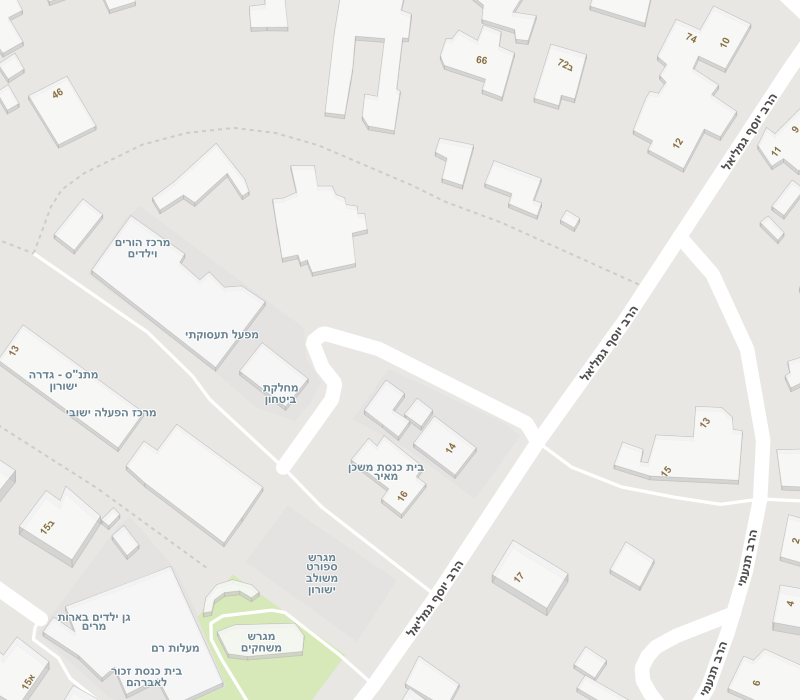 74
10
66
72ב
46
הרב יוסף גמליאל
9
11
12
מרכז הורים
וילדים
הרב יוסף גמליאל
מפעל תעסוקתי
13
מתנ"ס - גדרה
ישורון
מחלקת
ביטחון
מרכז הפעלה ישובי
13
14
בית כנסת משכן
מאיר
15
16
15ב
2
מגרש
ספורט
משולב
ישורון
הרב תנעמי
17
הרב יוסף גמליאל
4
גן ילדים בארות
מרים
מגרש
משחקים
מעלות רם
בית כנסת זכור
לאברהם
15א
הרב תנעמי
6